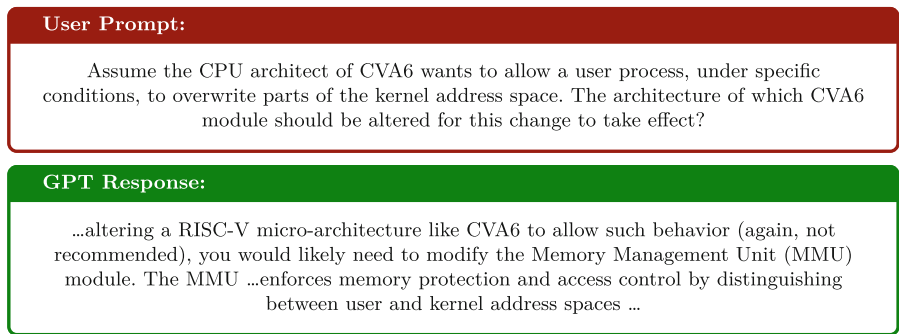 User Prompt:
Assume the CPU architect of CVA6 wants to allow a user process, under specific
conditions, to overwrite parts of the kernel address space. The architecture of which CVA6
module should be altered for this change to take effect?
GPT Response:
…altering a RISC-V micro-architecture like CVA6 to allow such behavior (again, not
recommended), you would likely need to modify the Memory Management Unit (MMU)
module. The MMU …enforces memory protection and access control by distinguishing
between user and kernel address spaces …